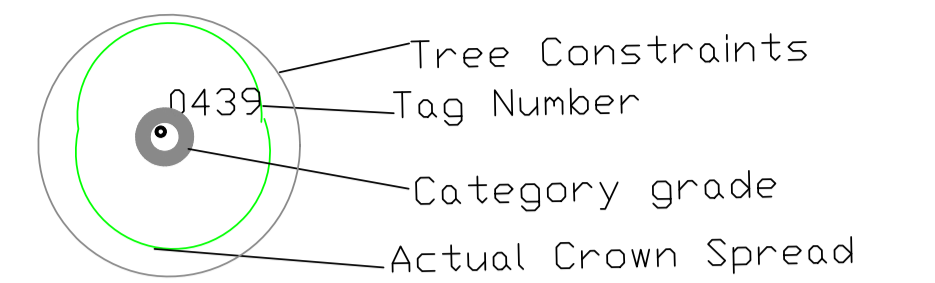 Tree Constraints
0439
Tag Number
Category grade
Actual Crown Spread